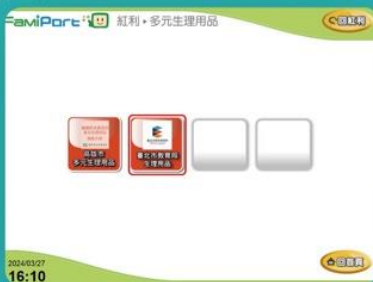 FamiPort 紅利▸多元生理用品
回紅利
高雄市
多元生理用品
臺北市教育局
生理用品
回首頁
2024/03/27
16:10